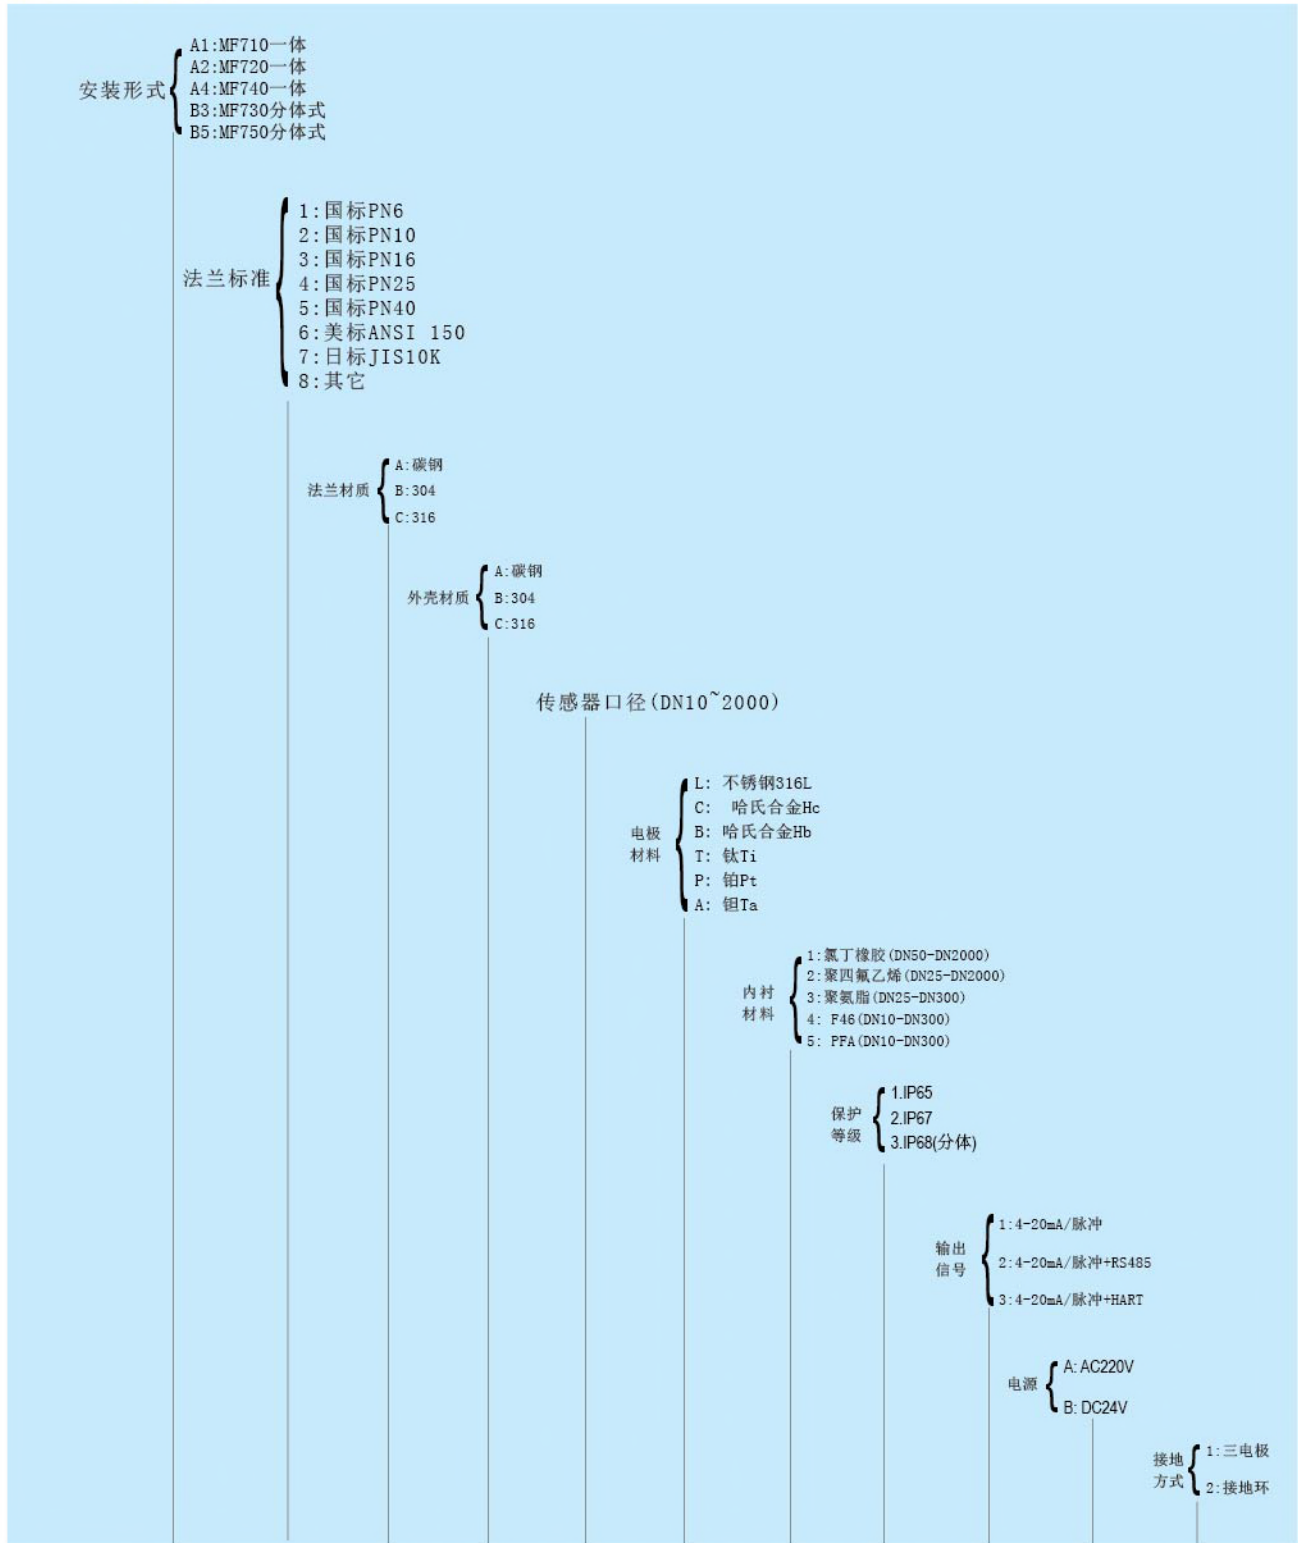 安装形式
A1:MF710一体
A2:MF720一体
A4:MF740一体
B3:MF730分体式
B5:MF750分体式
法兰标准
1:国标PN6
2:国标PN10
3:国标PN16
4:国标PN25
5:国标PN40
6:美标ANSI 150
7:日标JIS10K
8:其它
法兰材质
A:碳钢
B:304
C:316
外壳材质
A:碳钢
B:304
C:316
传感器口径(DN10~2000)
电极
材料
L: 不锈钢316L
C: 哈氏合金Hc
B: 哈氏合金Hb
T: 钛Ti
P: 铂Pt
A: 钽Ta
内衬
材料
1:氯丁橡胶(DN50-DN2000)
2:聚四氟乙烯(DN25-DN2000)
3:聚氨脂(DN25-DN300)
4: F46(DN10-DN300)
5: PFA(DN10-DN300)
保护
等级
1.IP65
2.IP67
3.IP68(分体)
输出
信号
1:4-20mA/脉冲
2:4-20mA/脉冲+RS485
3:4-20mA/脉冲+HART
电源
A: AC220V
B: DC24V
接地
方式
1:三电极
2:接地环